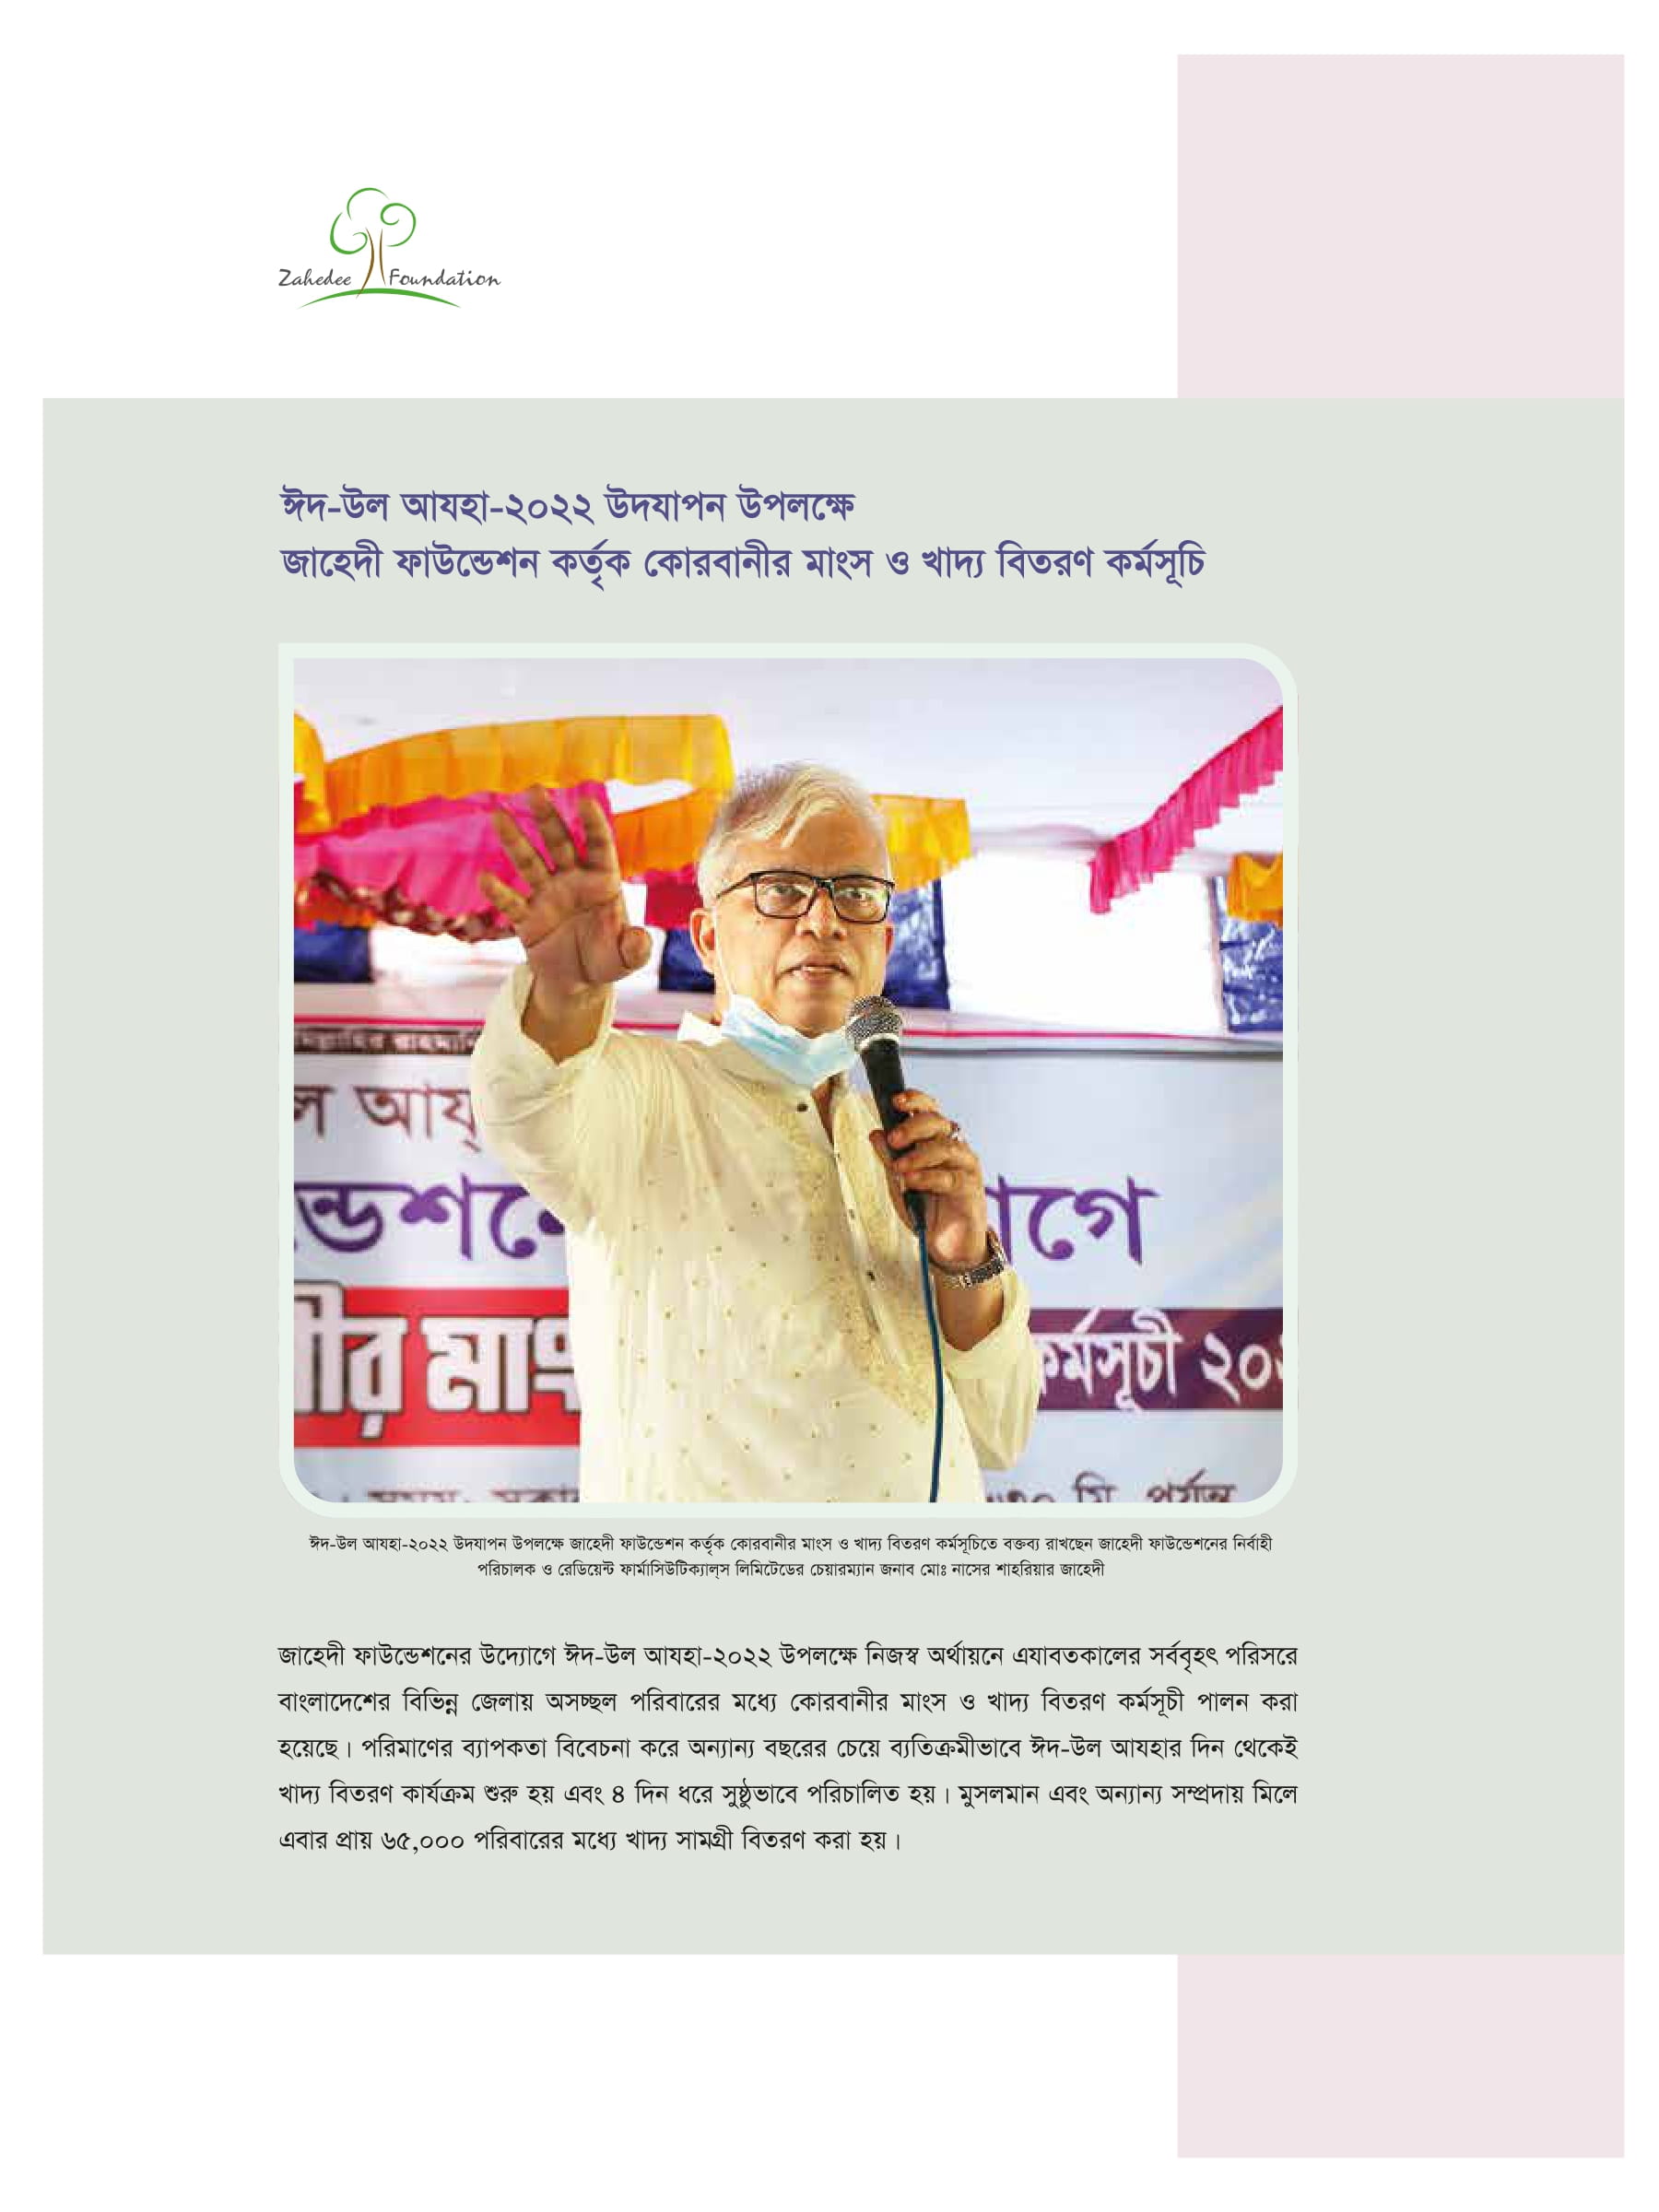 Zahedee Foundation
ঈদ-উল আযহা-২০২২ উদযাপন উপলক্ষে
জাহেদী ফাউন্ডেশন কর্তৃক কোরবানীর মাংস ও খাদ্য বিতরণ কর্মসূচি
ল আয্
ন্ডেশনে
াগে
ীর মাং
কর্মসূচী ২০
মি. পর্যন্ত
ঈদ-উল আযহা-২০২২ উদযাপন উপলক্ষে জাহেদী ফাউন্ডেশন কর্তৃক কোরবানীর মাংস ও খাদ্য বিতরণ কর্মসূচিতে বক্তব্য রাখছেন জাহেদী ফাউন্ডেশনের নির্বাহী
পরিচালক ও রেডিয়েন্ট ফার্মাসিউটিক্যাল্স লিমিটেডের চেয়ারম্যান জনাব মোঃ নাসের শাহরিয়ার জাহেদী
জাহেদী ফাউন্ডেশনের উদ্যোগে ঈদ-উল আযহা-২০২২ উপলক্ষে নিজস্ব অর্থায়নে এযাবতকালের সর্ববৃহৎ পরিসরে
বাংলাদেশের বিভিন্ন জেলায় অসচ্ছল পরিবারের মধ্যে কোরবানীর মাংস ও খাদ্য বিতরণ কর্মসূচী পালন করা
হয়েছে। পরিমাণের ব্যাপকতা বিবেচনা করে অন্যান্য বছরের চেয়ে ব্যতিক্রমীভাবে ঈদ-উল আযহার দিন থেকেই
খাদ্য বিতরণ কার্যক্রম শুরু হয় এবং ৪ দিন ধরে সুষ্ঠুভাবে পরিচালিত হয়। মুসলমান এবং অন্যান্য সম্প্রদায় মিলে
এবার প্রায় ৬৫,০০০ পরিবারের মধ্যে খাদ্য সামগ্রী বিতরণ করা হয়।